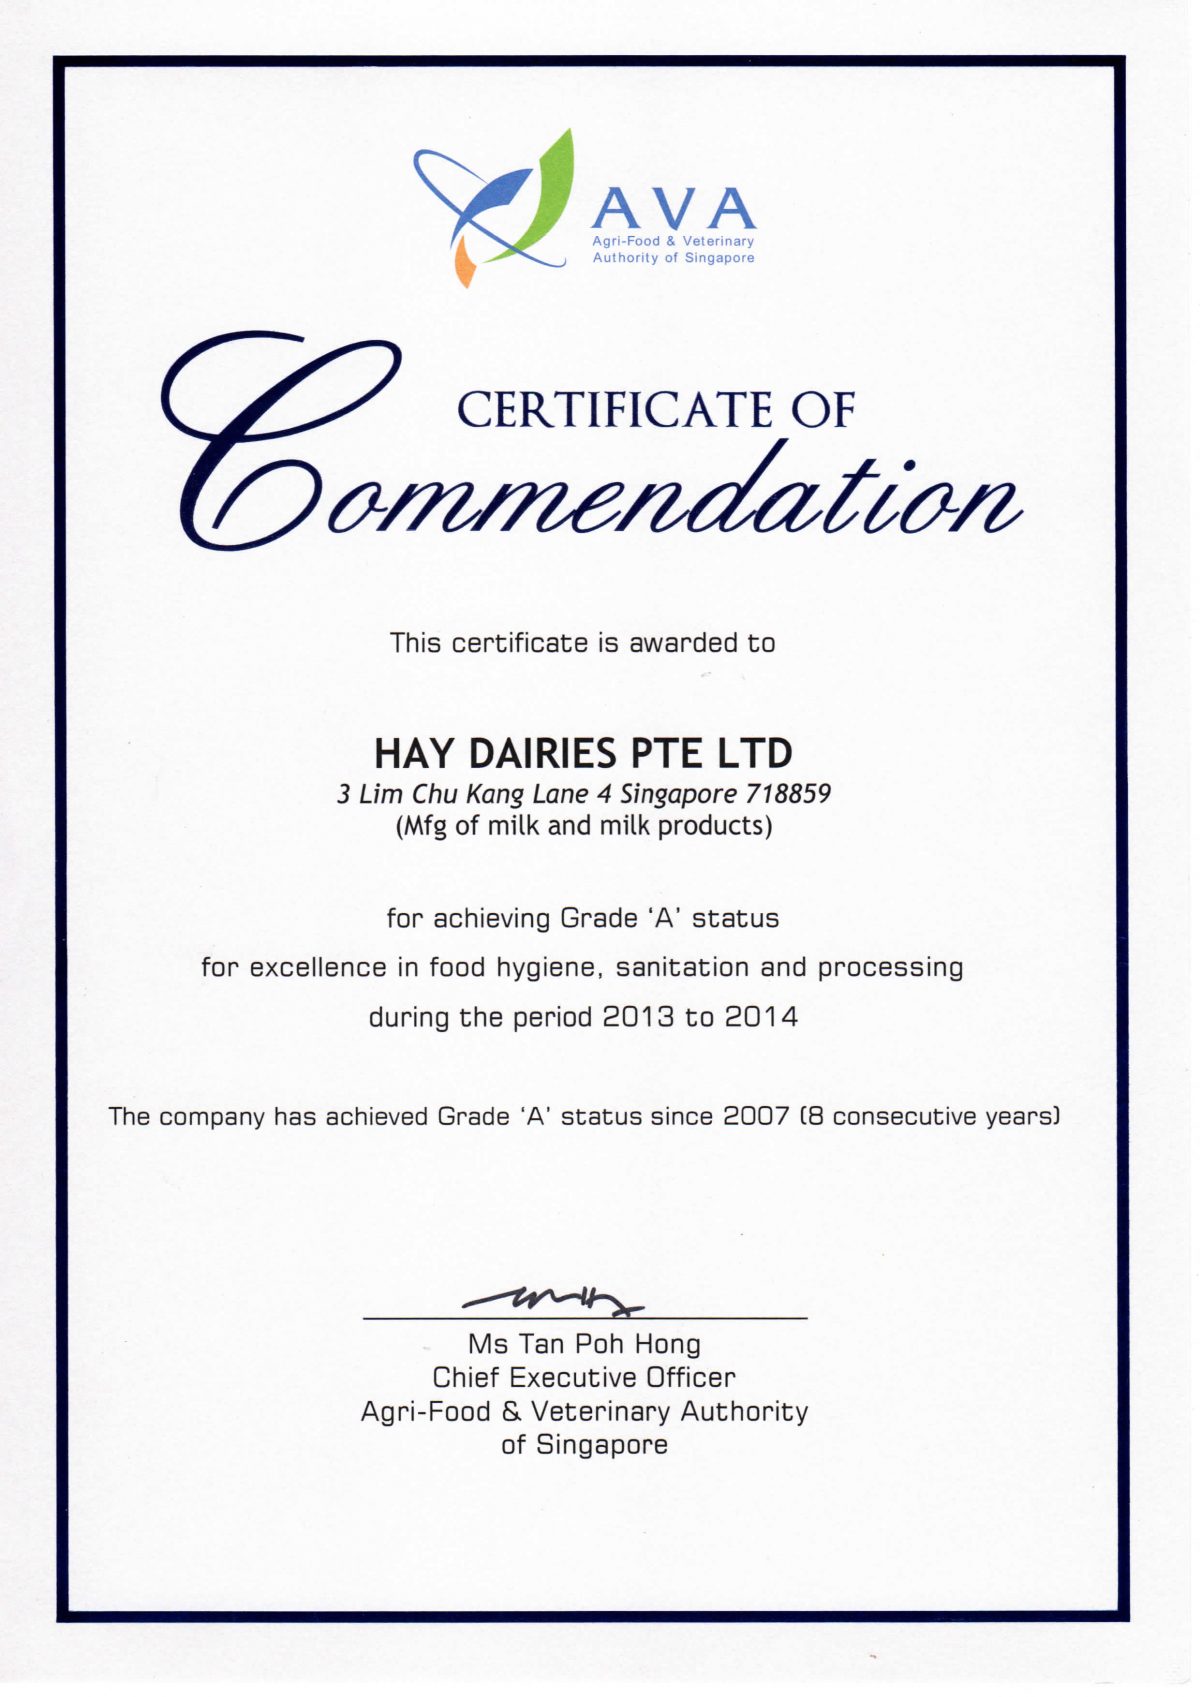 AVA
Agri-Food & Veterinary
Authority of Singapore
CERTIFICATE OF
Commendation
This certificate is awarded to
HAY DAIRIES PTE LTD
3 Lim Chu Kang Lane 4 Singapore 718859
(Mfg of milk and milk products)
for achieving Grade ‘A’ status
for excellence in food hygiene, sanitation and processing
during the period 2013 to 2014
The company has achieved Grade ‘A’ status since 2007 (8 consecutive years)
Ms Tan Poh Hong
Chief Executive Officer
Agri-Food & Veterinary Authority
of Singapore